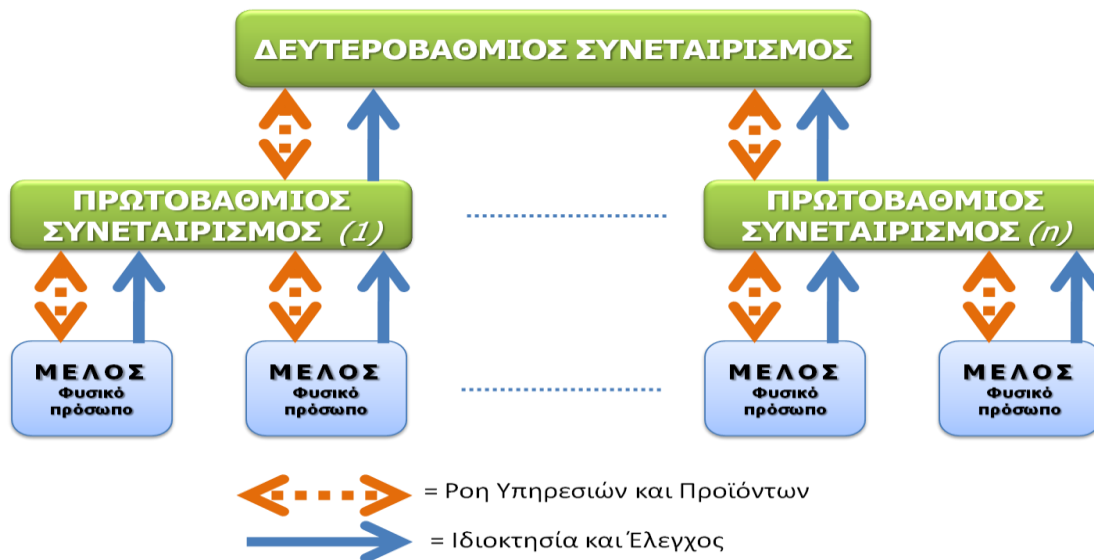 ΔΕΥΤΕΡΟΒΑΘΜΙΟΣ ΣΥΝΕΤΑΙΡΙΣΜΟΣ
ΠΡΩΤΟΒΑΘΜΙΟΣ
ΣΥΝΕΤΑΙΡΙΣΜΟΣ (1)
ΠΡΩΤΟΒΑΘΜΙΟΣ
ΣΥΝΕΤΑΙΡΙΣΜΟΣ (n)
ΜΕΛΟΣ
Φυσικό
πρόσωπο
ΜΕΛΟΣ
Φυσικό
πρόσωπο
ΜΕΛΟΣ
Φυσικό
πρόσωπο
ΜΕΛΟΣ
Φυσικό
πρόσωπο
= Ροη Υπηρεσιών και Προϊόντων
= Ιδιοκτησία και Έλεγχος